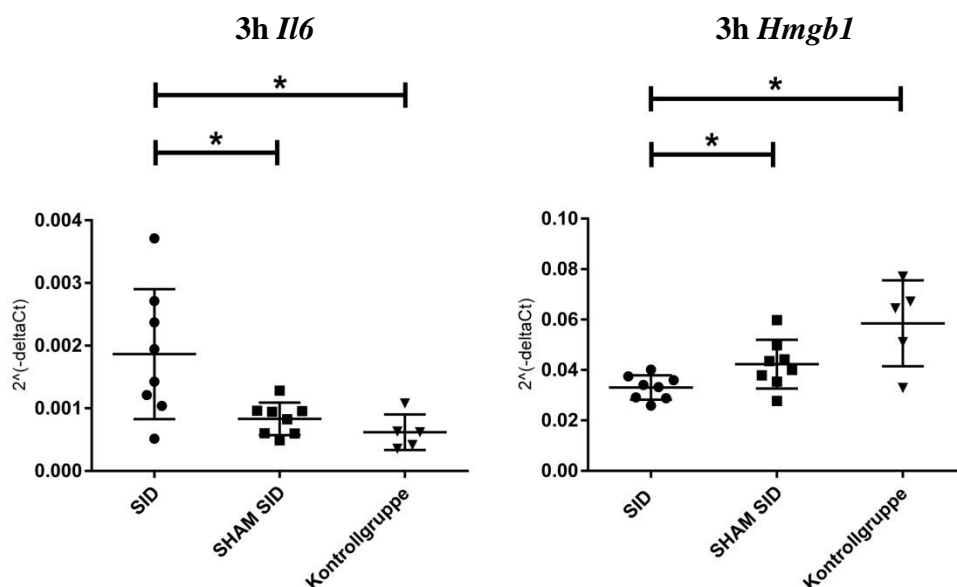 3h Il6
*
*
0.004
0.003
0.002
0.001
0.000
2^(-deltaCt)
SID
SHAM SID
Kontrollgruppe
3h Hmgb1
*
*
0.10
0.08
0.06
0.04
0.02
0.00
2^(-deltaCt)
SID
SHAM SID
Kontrollgruppe